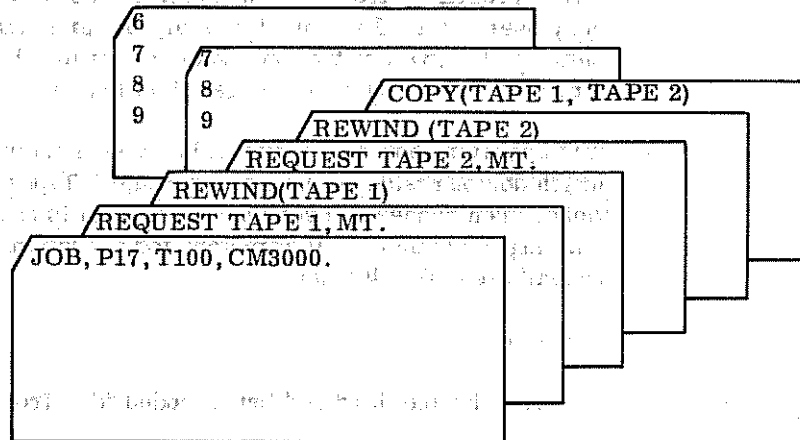 6
7
8
9
7
8
9
COPY(TAPE 1, TAPE 2)
REWIND (TAPE 2)
REQUEST TAPE 2, MT.
REWIND(TAPE 1)
REQUEST TAPE 1, MT.
JOB, P17, T100, CM3000.